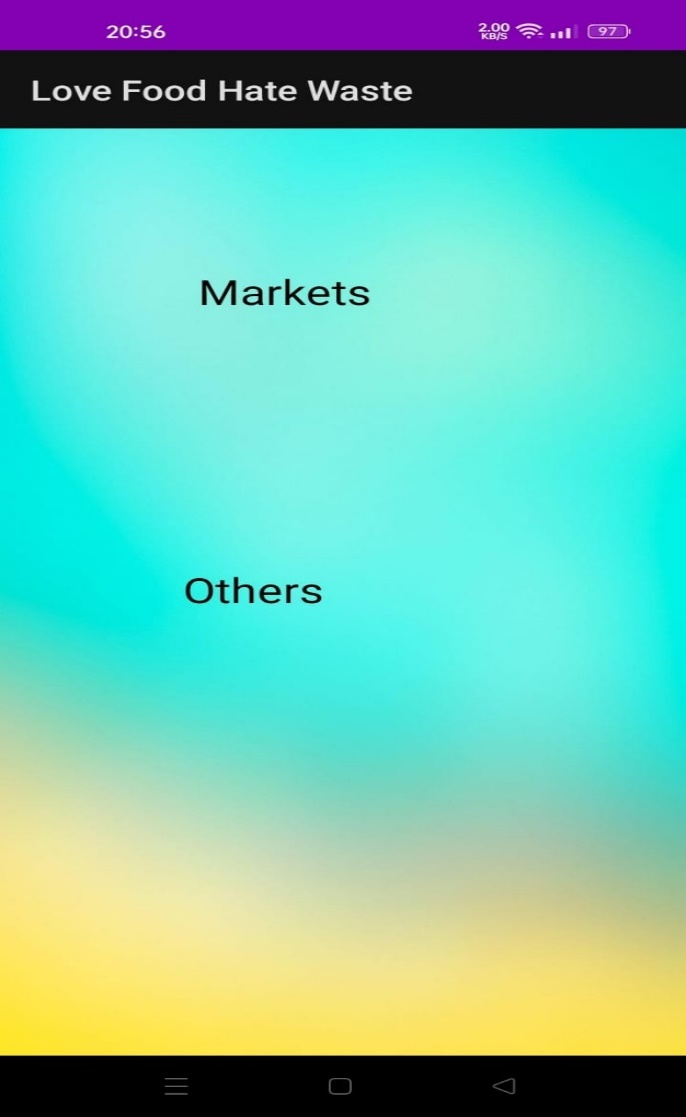 20:56
2.00
KB/S
97
Love Food Hate Waste
Markets
Others